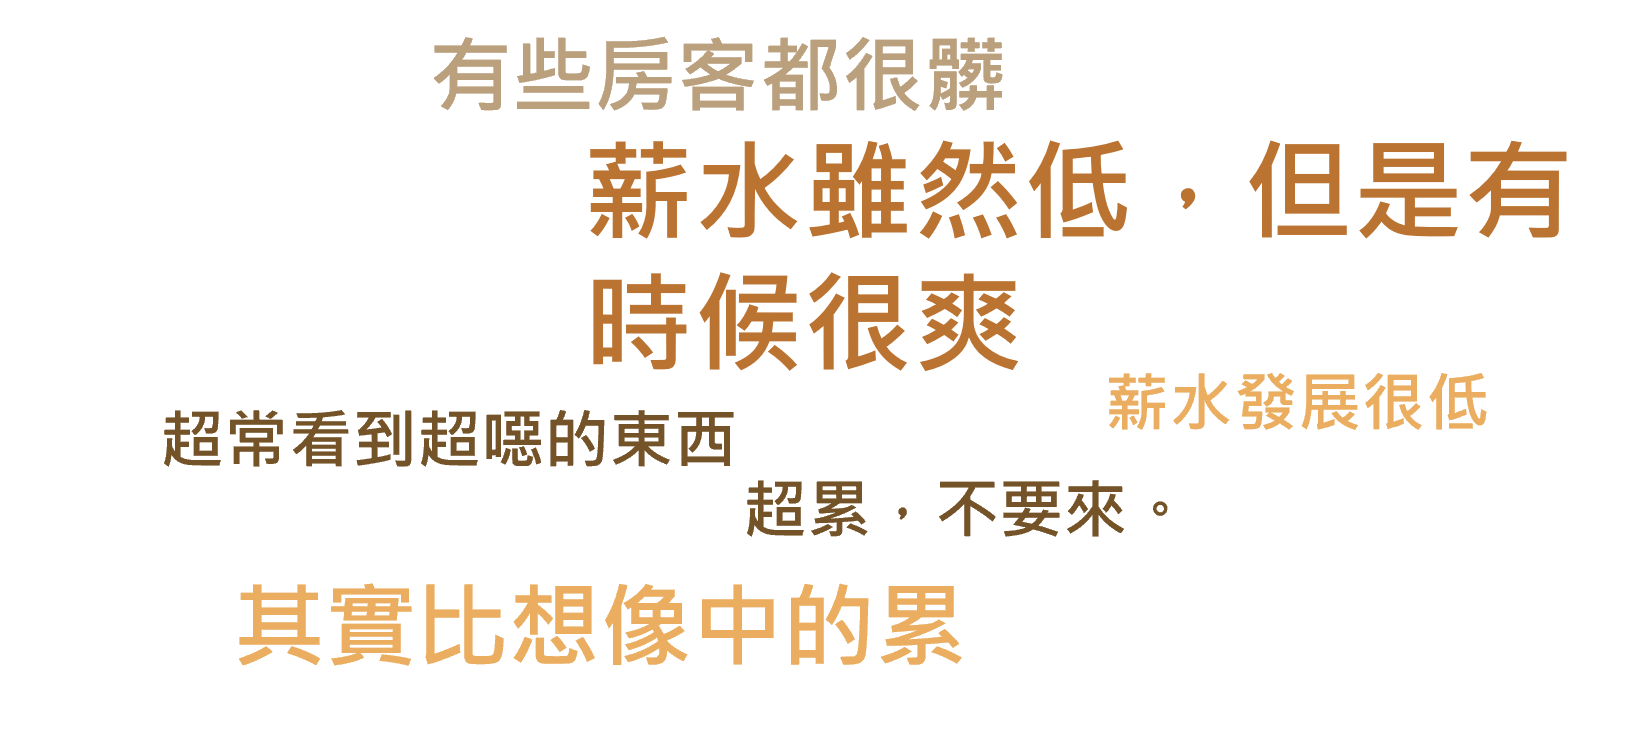 有些房客都很髒
薪水雖然低，但是有
時候很爽
薪水發展很低
超常看到超噁的東西
超累，不要來。
其實比想像中的累